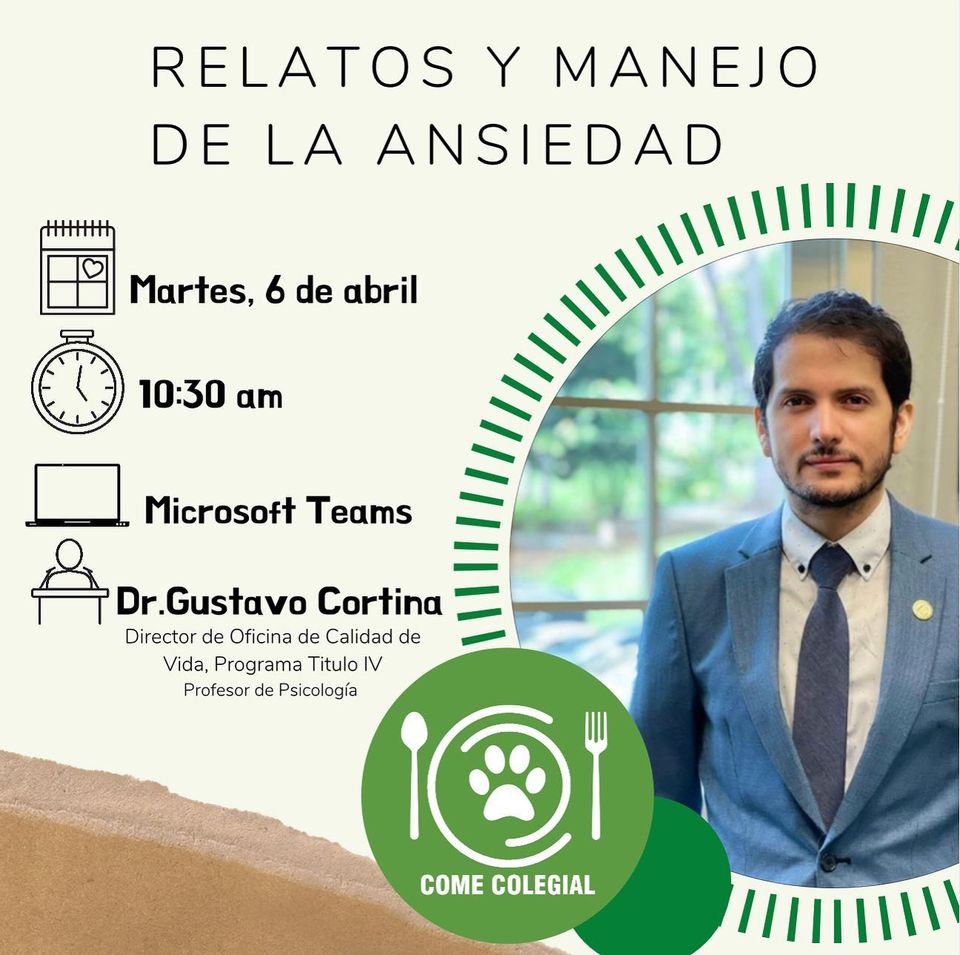 RELATOS Y MANEJO
DE LA ANSIEDAD
Martes, 6 de abril
10:30 am
Microsoft Teams
Dr.Gustavo Cortina
Director de Oficina de Calidad de
Vida, Programa Titulo IV
Profesor de Psicología
COME COLEGIAL